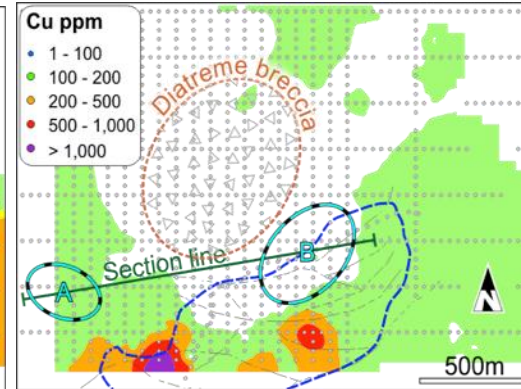 Cu ppm
1 - 100
100 - 200
200 - 500
500 - 1,000
> 1,000
Diatreme breccia
Section line
A
B
N
500m